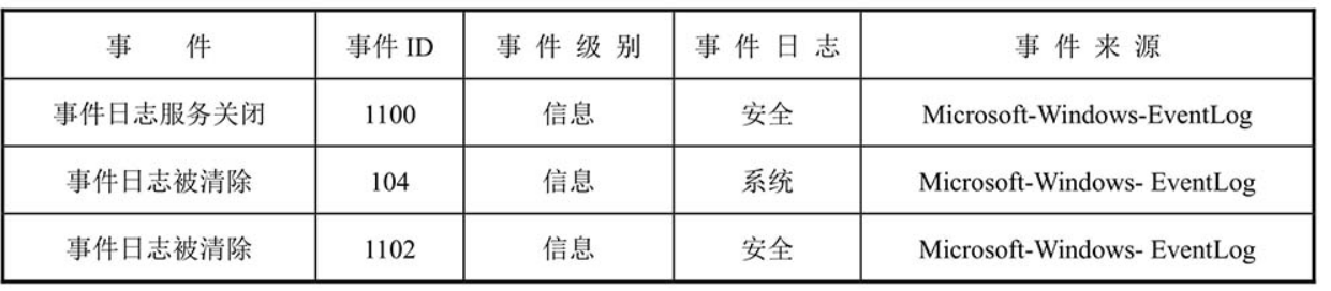 事件 事件 ID 事件级别 事件日志 事件来源
事件日志服务关闭 1100 信息 安全 Microsoft-Windows-EventLog
事件日志被清除 104 信息 系统 Microsoft-Windows- EventLog
事件日志被清除 1102 信息 安全 Microsoft-Windows- EventLog